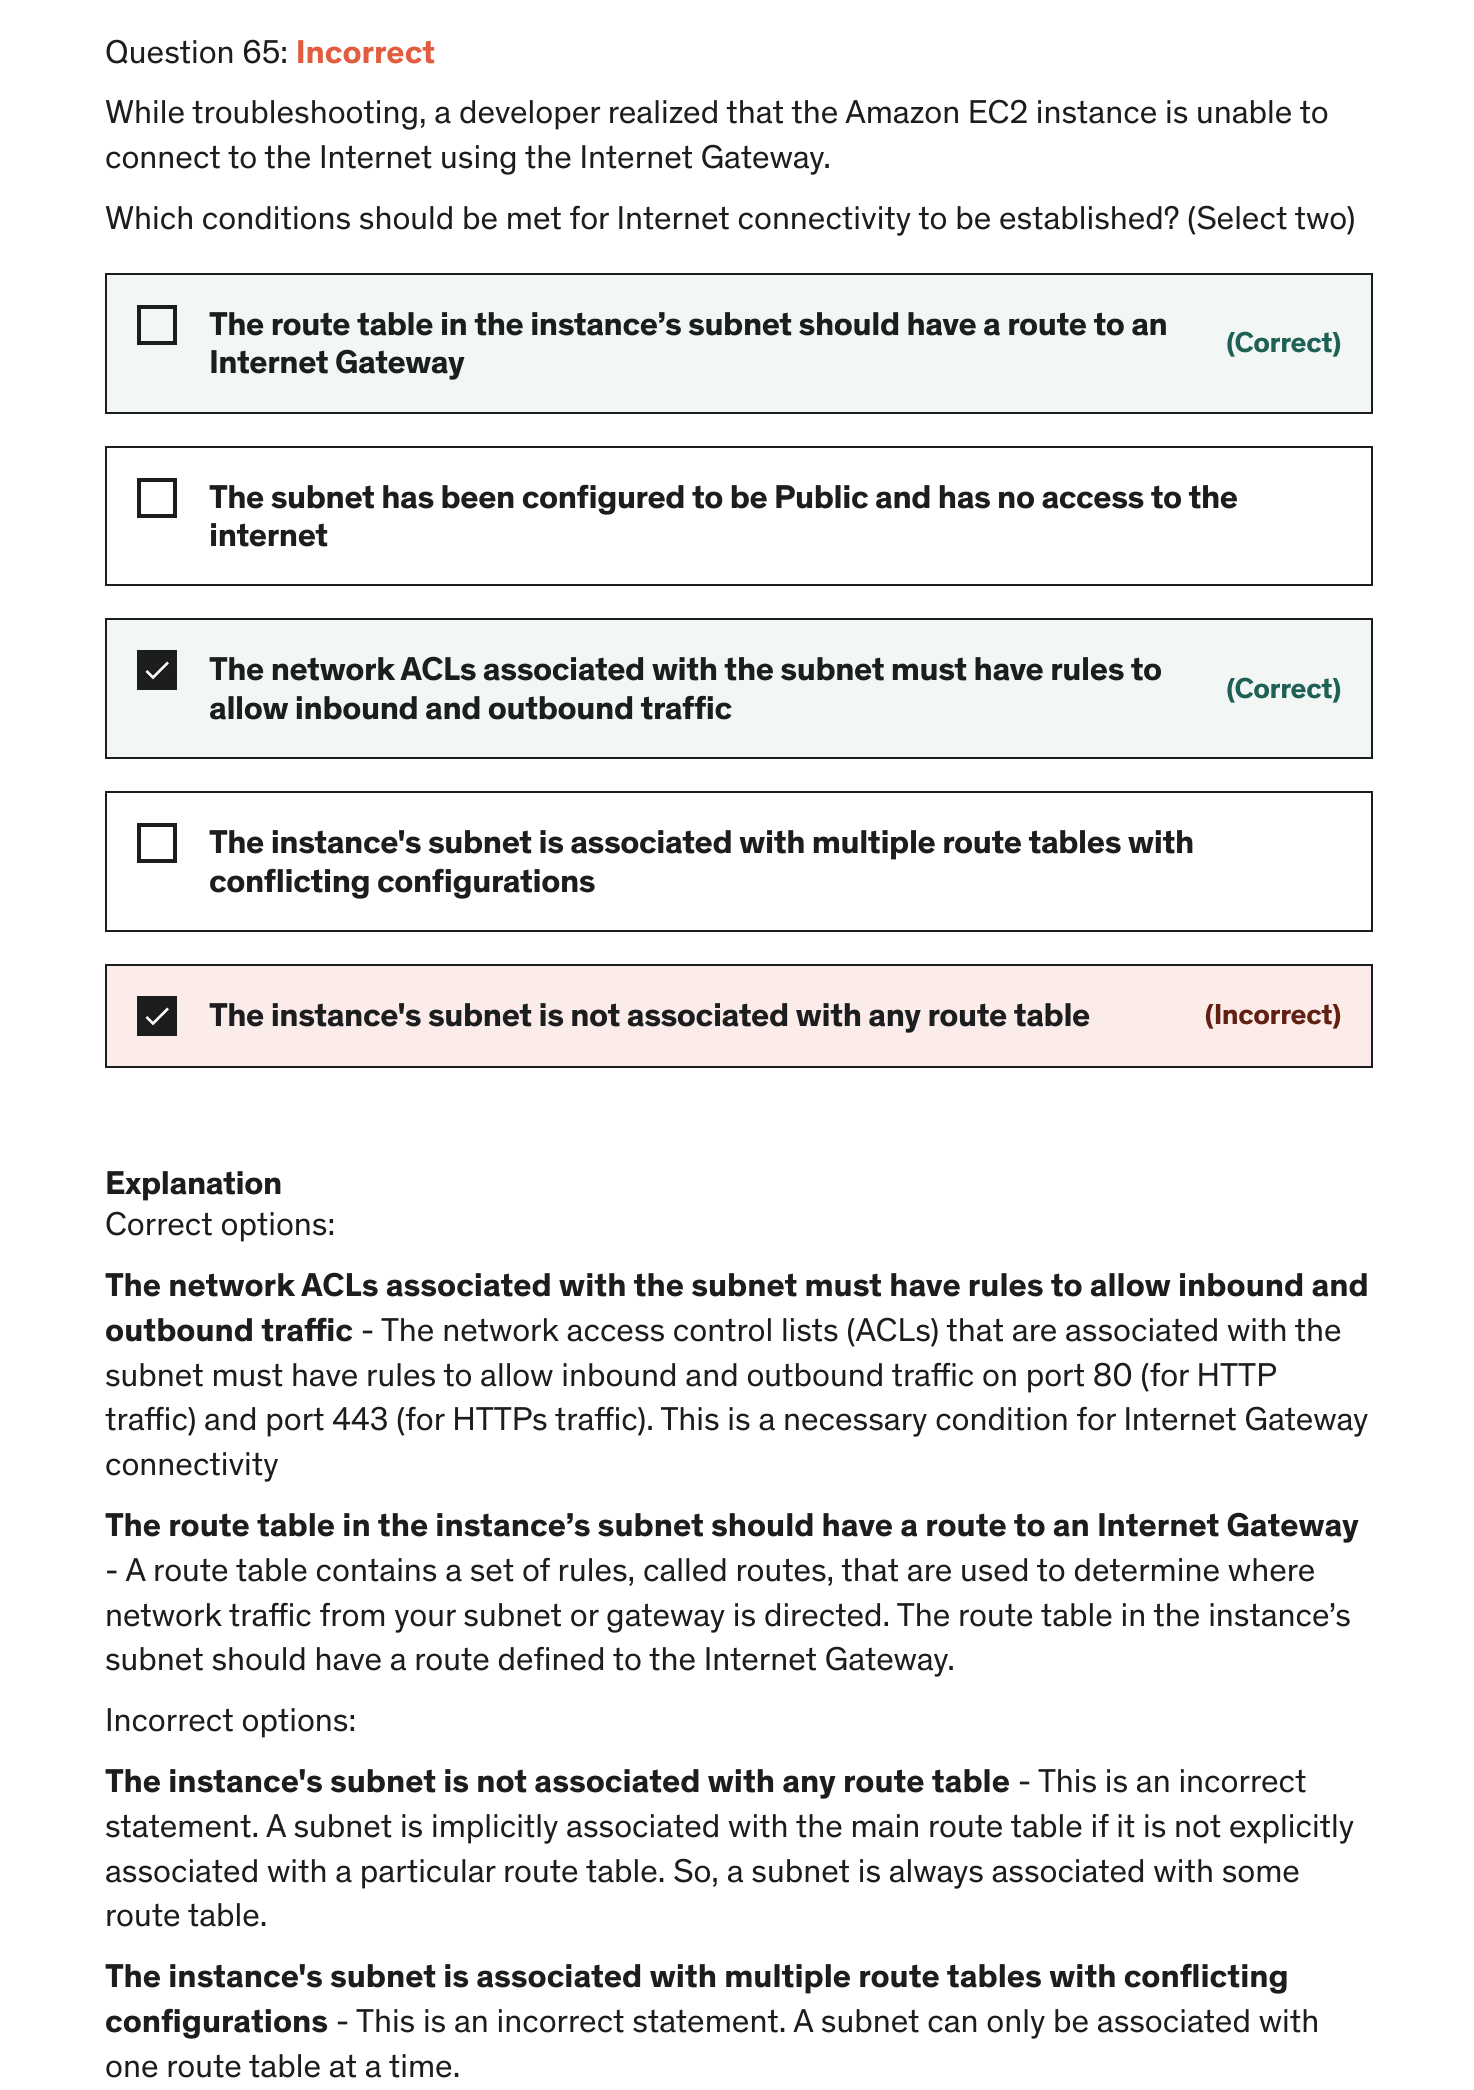 Question 65: Incorrect
While troubleshooting, a developer realized that the Amazon EC2 instance is unable to
connect to the Internet using the Internet Gateway.
Which conditions should be met for Internet connectivity to be established? (Select two)
The route table in the instance’s subnet should have a route to an
Internet Gateway
(Correct)
The subnet has been configured to be Public and has no access to the
internet
The network ACLs associated with the subnet must have rules to
allow inbound and outbound traffic
(Correct)
The instance's subnet is associated with multiple route tables with
conflicting configurations
The instance's subnet is not associated with any route table
(Incorrect)
Explanation
Correct options:
The network ACLs associated with the subnet must have rules to allow inbound and
outbound traffic - The network access control lists (ACLs) that are associated with the
subnet must have rules to allow inbound and outbound traffic on port 80 (for HTTP
traffic) and port 443 (for HTTPs traffic). This is a necessary condition for Internet Gateway
connectivity
The route table in the instance’s subnet should have a route to an Internet Gateway
- A route table contains a set of rules, called routes, that are used to determine where
network traffic from your subnet or gateway is directed. The route table in the instance’s
subnet should have a route defined to the Internet Gateway.
Incorrect options:
The instance's subnet is not associated with any route table - This is an incorrect
statement. A subnet is implicitly associated with the main route table if it is not explicitly
associated with a particular route table. So, a subnet is always associated with some
route table.
The instance's subnet is associated with multiple route tables with conflicting
configurations - This is an incorrect statement. A subnet can only be associated with
one route table at a time.